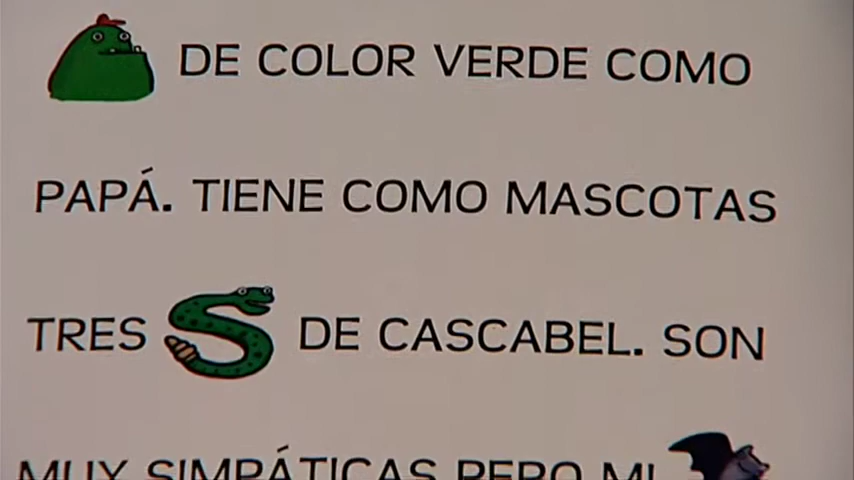 DE COLOR VERDE COMO
PAPÁ. TIENE COMO MASCOTAS
TRES DE CASCABEL. SON
MUY SIMPÁTICAS PERO MI